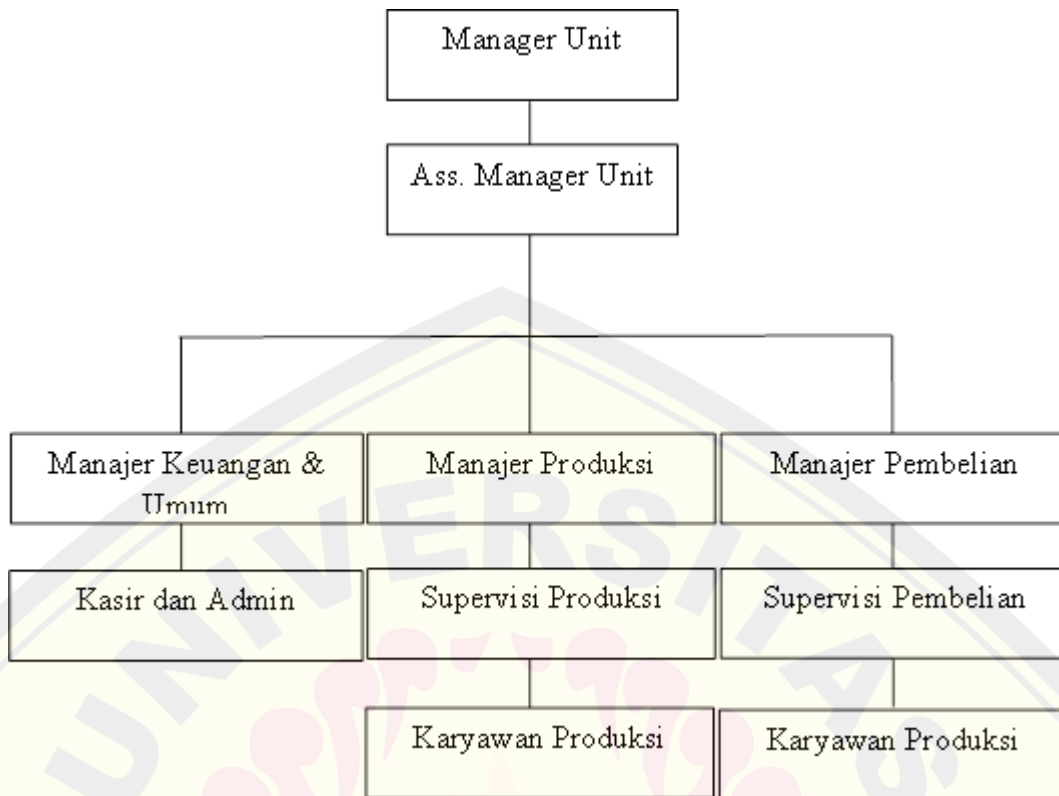 Manager Unit
Ass. Manager Unit
Manajer Keuangan &
Umum
Manajer Produksi
Manajer Pembelian
Kasir dan Admin
Supervisi Produksi
Supervisi Pembelian
Karyawan Produksi
Karyawan Produksi
UNIVERSITAS